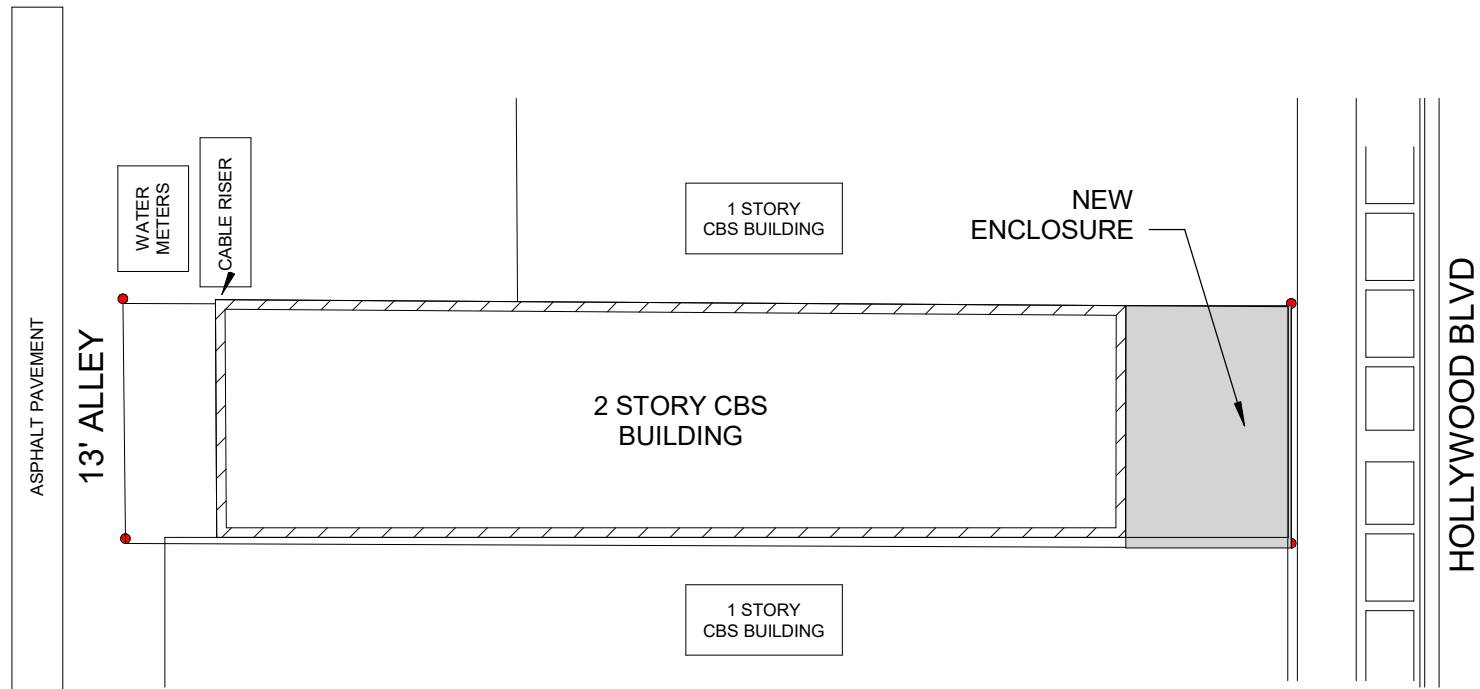 ASPHALT PAVEMENT
13' ALLEY
WATER
METERS
CABLE RISER
1 STORY
CBS BUILDING
NEW
ENCLOSURE
2 STORY CBS
BUILDING
1 STORY
CBS BUILDING
HOLLYWOOD BLVD